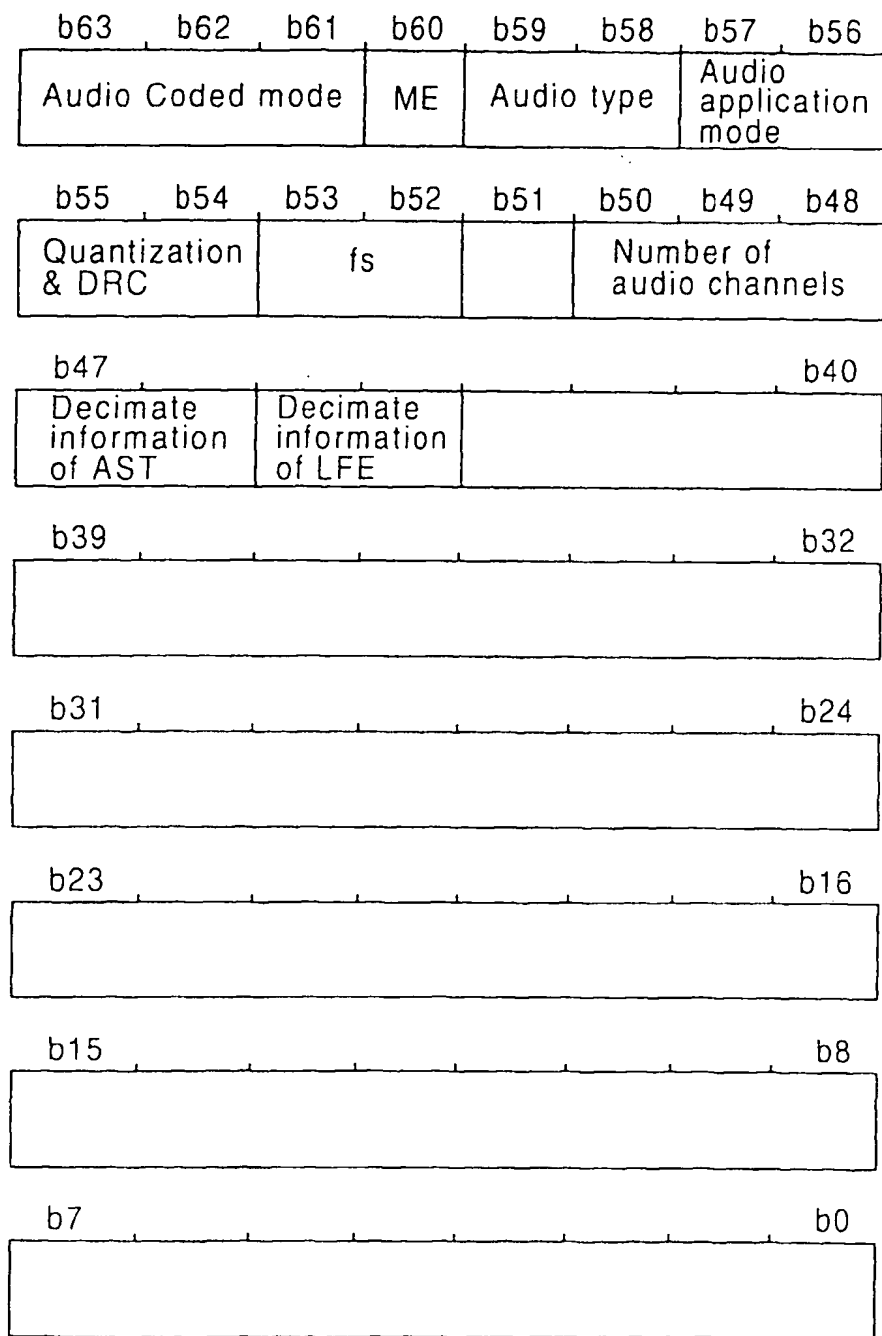 b63 b62 b61 b60 b59 b58 b57 b56
Audio Coded mode ME Audio type Audio
application
mode
b55 b54 b53 b52 b51 b50 b49 b48
Quantization fs Number of
& DRC audio channels
b47 b40
Decimate Decimate
information information
of AST of LFE
b39 b32
b31 b24
b23 b16
b15 b8
b7 b0